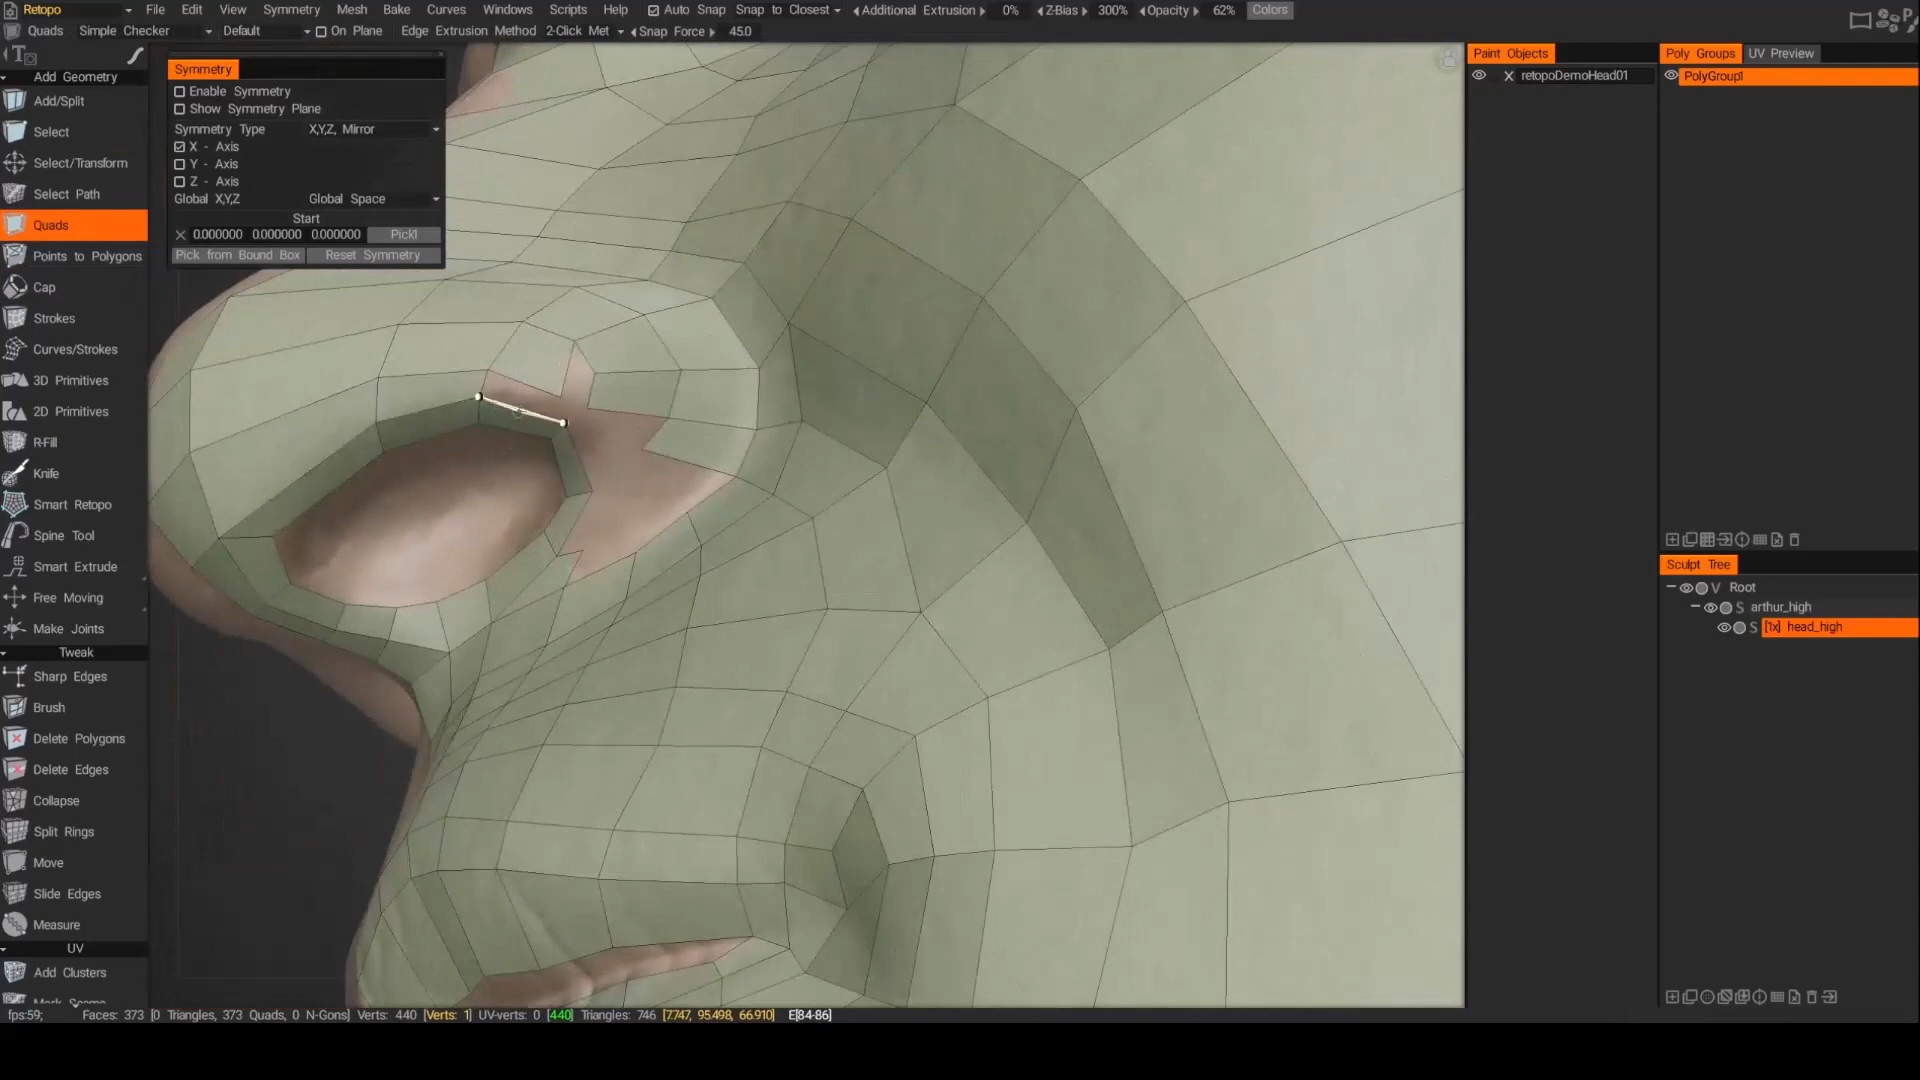 Retopo File Edit View Symmetry Mesh Bake Curves Windows Scripts Help Auto Snap Snap to Closest Additional Extrusion 0% Z-Bias 300% Opacity 62% Colors
Quads Simple Checker Default On Plane Edge Extrusion Method 2-Click Met Snap Force 45.0
Add Geometry
Add/Split
Select
Select/Transform
Select Path
Quads
Points to Polygons
Cap
Strokes
Curves/Strokes
3D Primitives
2D Primitives
R-Fill
Knife
Smart Retopo
Spine Tool
Smart Extrude
Free Moving
Make Joints
Tweak
Sharp Edges
Brush
Delete Polygons
Delete Edges
Collapse
Split Rings
Move
Slide Edges
Measure
UV
Add Clusters
Symmetry
Enable Symmetry
Show Symmetry Plane
Symmetry Type X,Y,Z, Mirror
X - Axis
Y - Axis
Z - Axis
Global X,Y,Z Global Space
Start
0.000000 0.000000 0.000000 Pick!
Pick from Bound Box Reset Symmetry
Paint Objects
X retopoDemoHead01
Poly Groups UV Preview
PolyGroup1
Sculpt Tree
V Root
S arthur_high
S [1x] head_high
fps:59; Faces: 373 [0 Triangles, 373 Quads, 0 N-Gons] Verts: 440 [Verts: 1] UV-verts: 0 [440] Triangles: 746 [7.747, 95.498, 66.910] E[84-86]